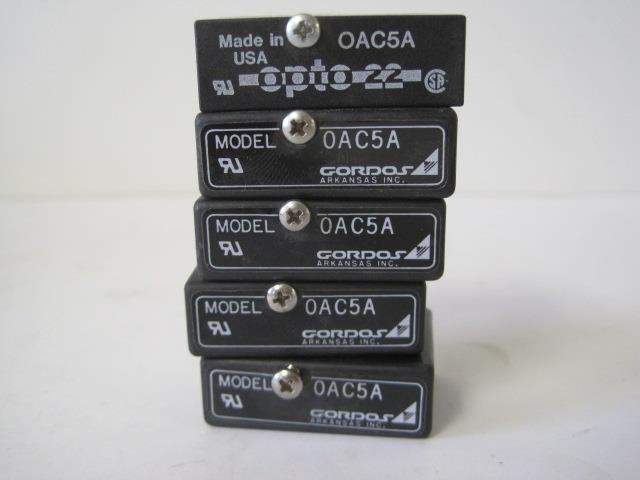 Made in OAC5A
USA
opto 22
MODEL OAC5A
GORDOS
ARKANSAS INC.
MODEL OAC5A
GORDOS
ARKANSAS INC.
MODEL OAC5A
GORDOS
ARKANSAS INC.
MODEL OAC5A
GORDOS
ARKANSAS INC.